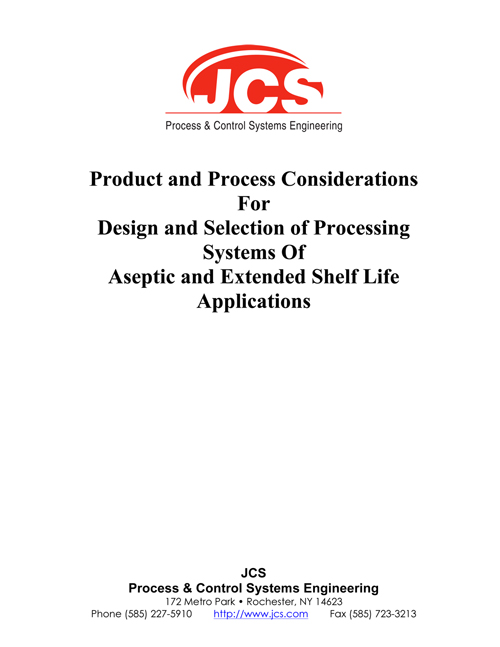 JCS
Process & Control Systems Engineering
Product and Process Considerations
For
Design and Selection of Processing
Systems Of
Aseptic and Extended Shelf Life
Applications
JCS
Process & Control Systems Engineering
172 Metro Park • Rochester, NY 14623
Phone (585) 227-5910 http://www.jcs.com Fax (585) 723-3213